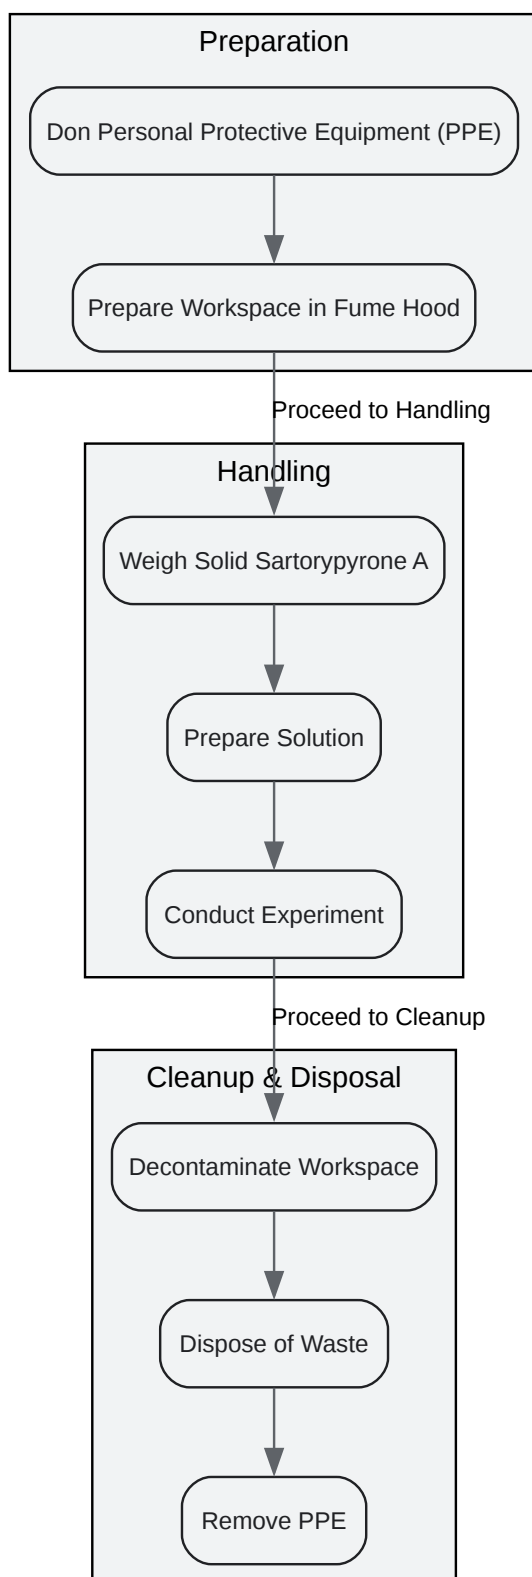 Preparation
Don Personal Protective Equipment (PPE)
Prepare Workspace in Fume Hood
Proceed to Handling
Handling
Weigh Solid Sartorypyrone A
Prepare Solution
Conduct Experiment
Proceed to Cleanup
Cleanup & Disposal
Decontaminate Workspace
Dispose of Waste
Remove PPE